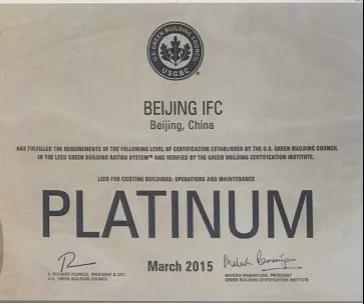 U.S. GREEN BUILDING COUNCIL
USGBC
BEIJING IFC
Beijing, China
HAS FULFILLED THE REQUIREMENTS OF THE FOLLOWING LEVEL OF CERTIFICATION ESTABLISHED BY THE U.S. GREEN BUILDING COUNCIL
IN THE LEED GREEN BUILDING RATING SYSTEM™ AND VERIFIED BY THE GREEN BUILDING CERTIFICATION INSTITUTE.
LEED FOR EXISTING BUILDINGS: OPERATIONS AND MAINTENANCE
PLATINUM
March 2015
S. RICHARD FEDRIZZI, PRESIDENT & CEO
U.S. GREEN BUILDING COUNCIL
MAHESH RAMANUJAM, PRESIDENT
GREEN BUILDING CERTIFICATION INSTITUTE